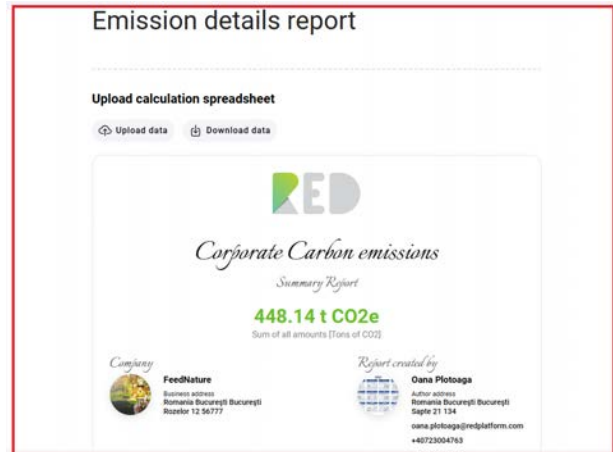 Emission details report
Upload calculation spreadsheet
Upload data
Download data
RED
Corporate Carbon emissions
Summary Report
448.14 t CO2e
Sum of all amounts [Tons of CO2]
Company
FeedNature
Business address
Romania București București
Rozelor 12 56777
Report created by
Oana Plotoaga
Author address
Romania București București
Sapte 21 134
oana.plotoaga@redplatform.com
+40723004763